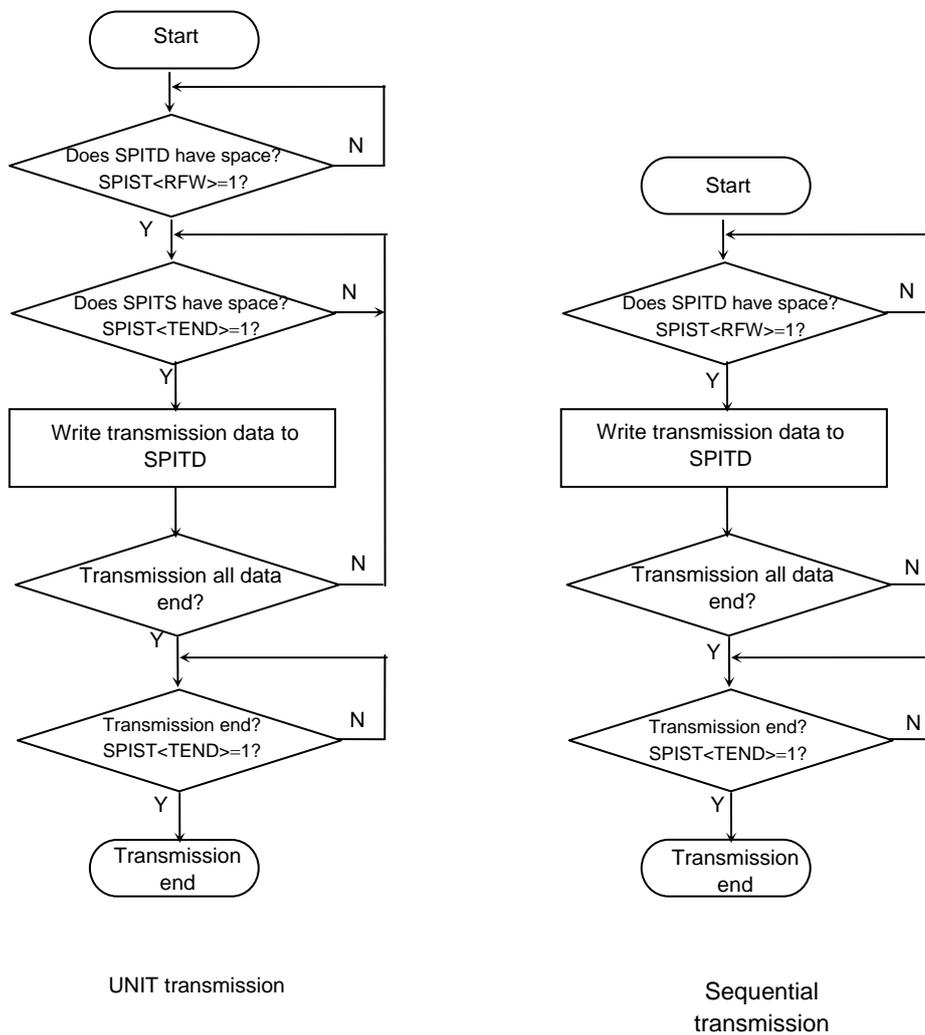 Start
N
Does SPITD have space?
SPIST<RFW>=1?
Y
N
Does SPITS have space?
SPIST<TEND>=1?
Y
Write transmission data to
SPITD
N
Transmission all data
end?
Y
N
Transmission end?
SPIST<TEND>=1?
Y
Transmission
end
UNIT transmission
Start
N
Does SPITD have space?
SPIST<RFW>=1?
Y
Write transmission data to
SPITD
N
Transmission all data
end?
Y
N
Transmission end?
SPIST<TEND>=1?
Y
Transmission
end
Sequential
transmission